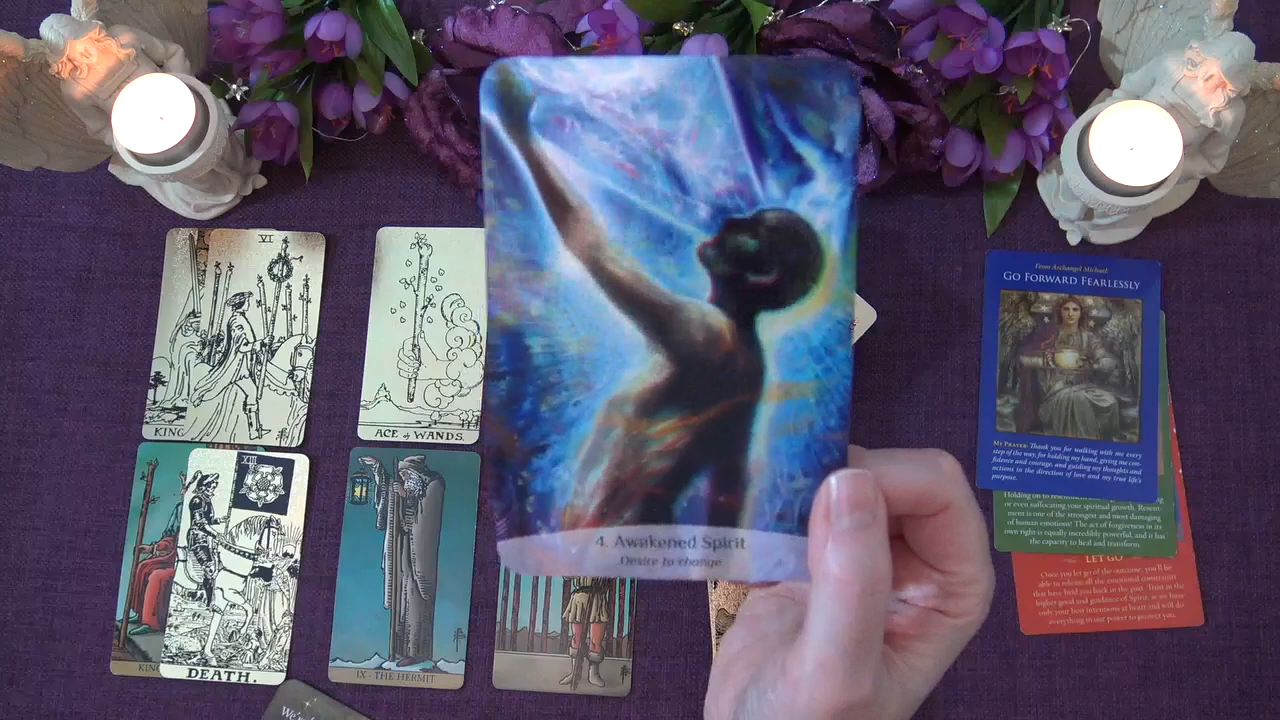 VI
KING
ACE of WANDS.
4. Awakened Spirit
Desire to change
From Archangel Michael
GO FORWARD FEARLESSLY
MY PRAYER: Thank you for walking with me every
step of the way, for holding my hand, giving me con-
fidence and courage, and guiding my thoughts and
actions in the direction of love and my true life's
purpose.
Holding on to resentment
or even suffocating your spiritual growth. Resent-
ment is one of the strongest and most damaging
of human emotions! The act of forgiveness in its
own right is equally incredibly powerful, and it has
the capacity to heal and transform.
LET GO
Once you let go of the outcome, you'll be
able to release all the emotional constraints
that have held you back in the past. Trust in the
higher good and guidance of Spirit as we have
only your best intentions at heart and will do
everything in our power to protect you.
XIII
KING
DEATH.
IX - THE HERMIT